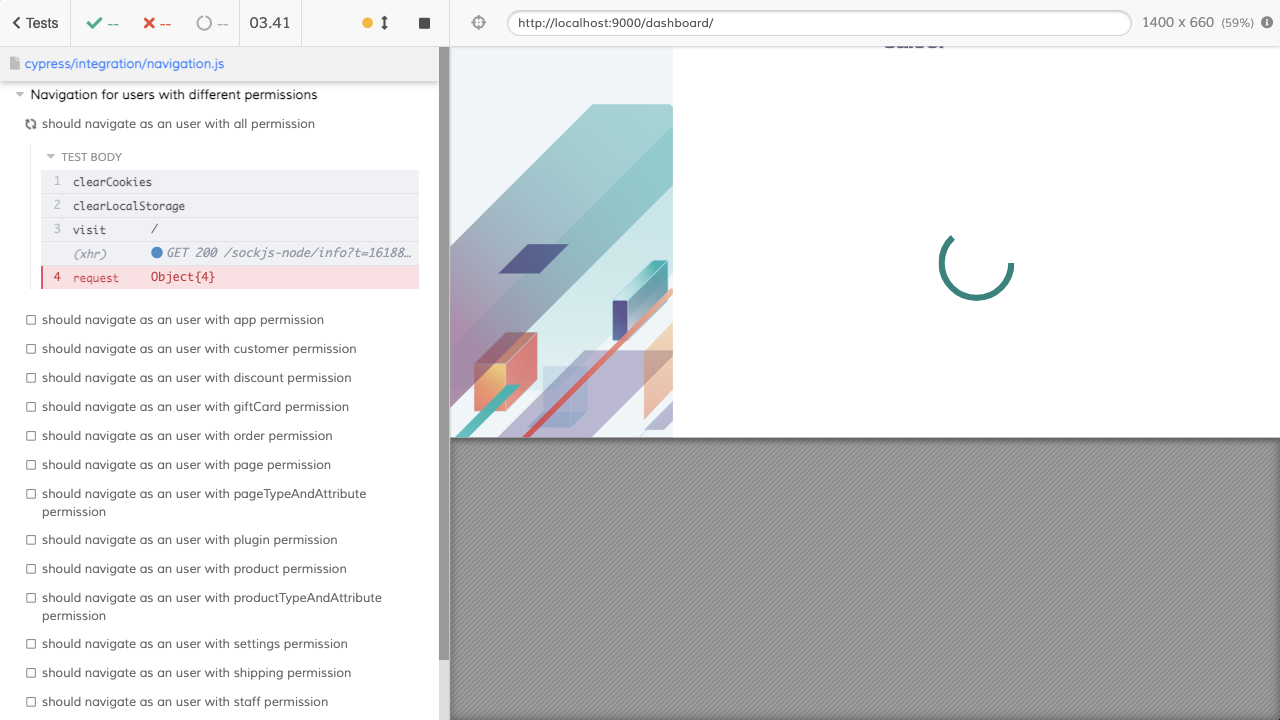 Tests
--
--
--
03.41
http://localhost:9000/dashboard/
1400 x 660 (59%)
cypress/integration/navigation.js
Navigation for users with different permissions
should navigate as an user with all permission
TEST BODY
1 clearCookies
2 clearLocalStorage
3 visit /
(xhr) GET 200 /sockjs-node/info?t=16188…
4 request Object{4}
should navigate as an user with app permission
should navigate as an user with customer permission
should navigate as an user with discount permission
should navigate as an user with giftCard permission
should navigate as an user with order permission
should navigate as an user with page permission
should navigate as an user with pageTypeAndAttribute
permission
should navigate as an user with plugin permission
should navigate as an user with product permission
should navigate as an user with productTypeAndAttribute
permission
should navigate as an user with settings permission
should navigate as an user with shipping permission
should navigate as an user with staff permission